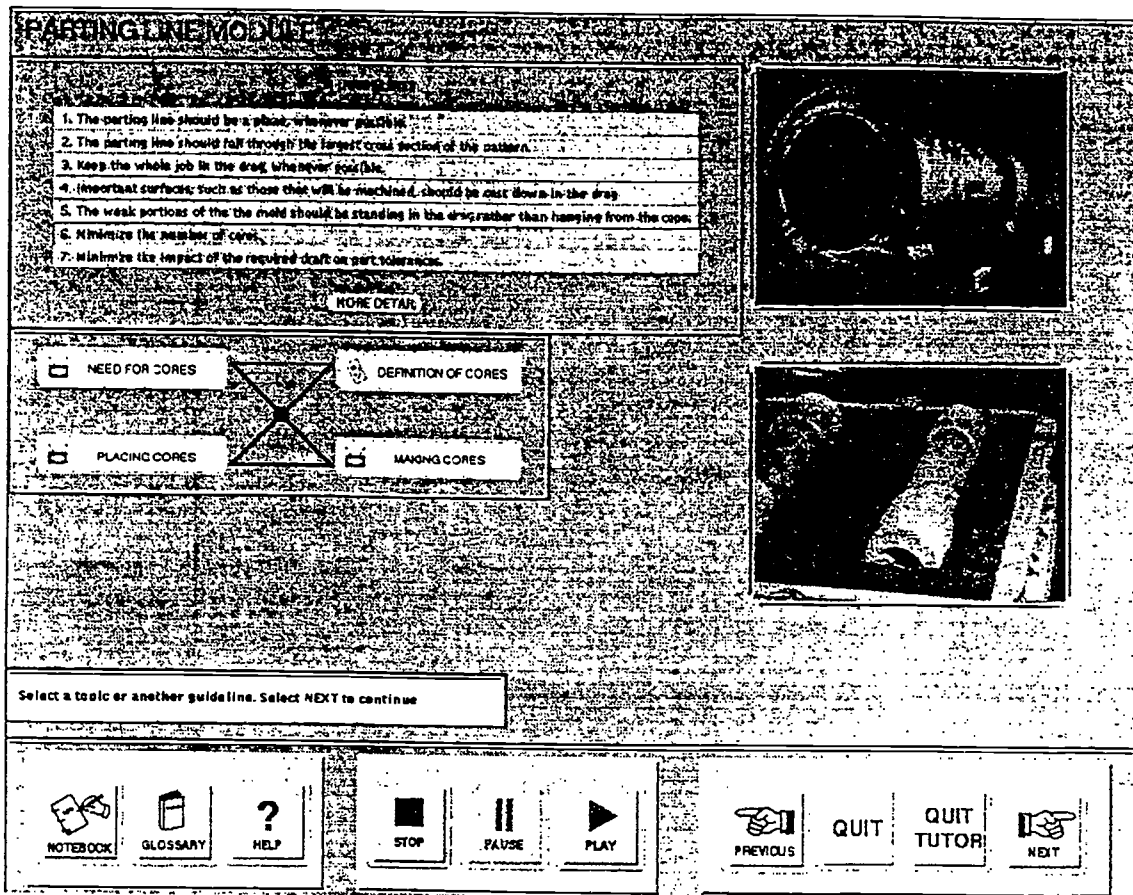 PARTING LINE MODULE
1. The parting line should be a plane, whenever possible.
2. The parting line should fall through the largest cross section of the pattern.
3. Keep the whole job in the drag, whenever possible.
4. Important surfaces, such as those that will be machined, should be cast down in the drag.
5. The weak portions of the the mold should be standing in the drag rather than hanging from the cope.
6. Minimize the number of cores.
7. Minimize the impact of the required draft on part tolerances.
MORE DETAIL
NEED FOR CORES
DEFINITION OF CORES
PLACING CORES
MAKING CORES
Select a topic or another guideline. Select NEXT to continue
NOTEBOOK
GLOSSARY
HELP
STOP
PAUSE
PLAY
PREVIOUS
QUIT
QUIT
TUTOR
NEXT